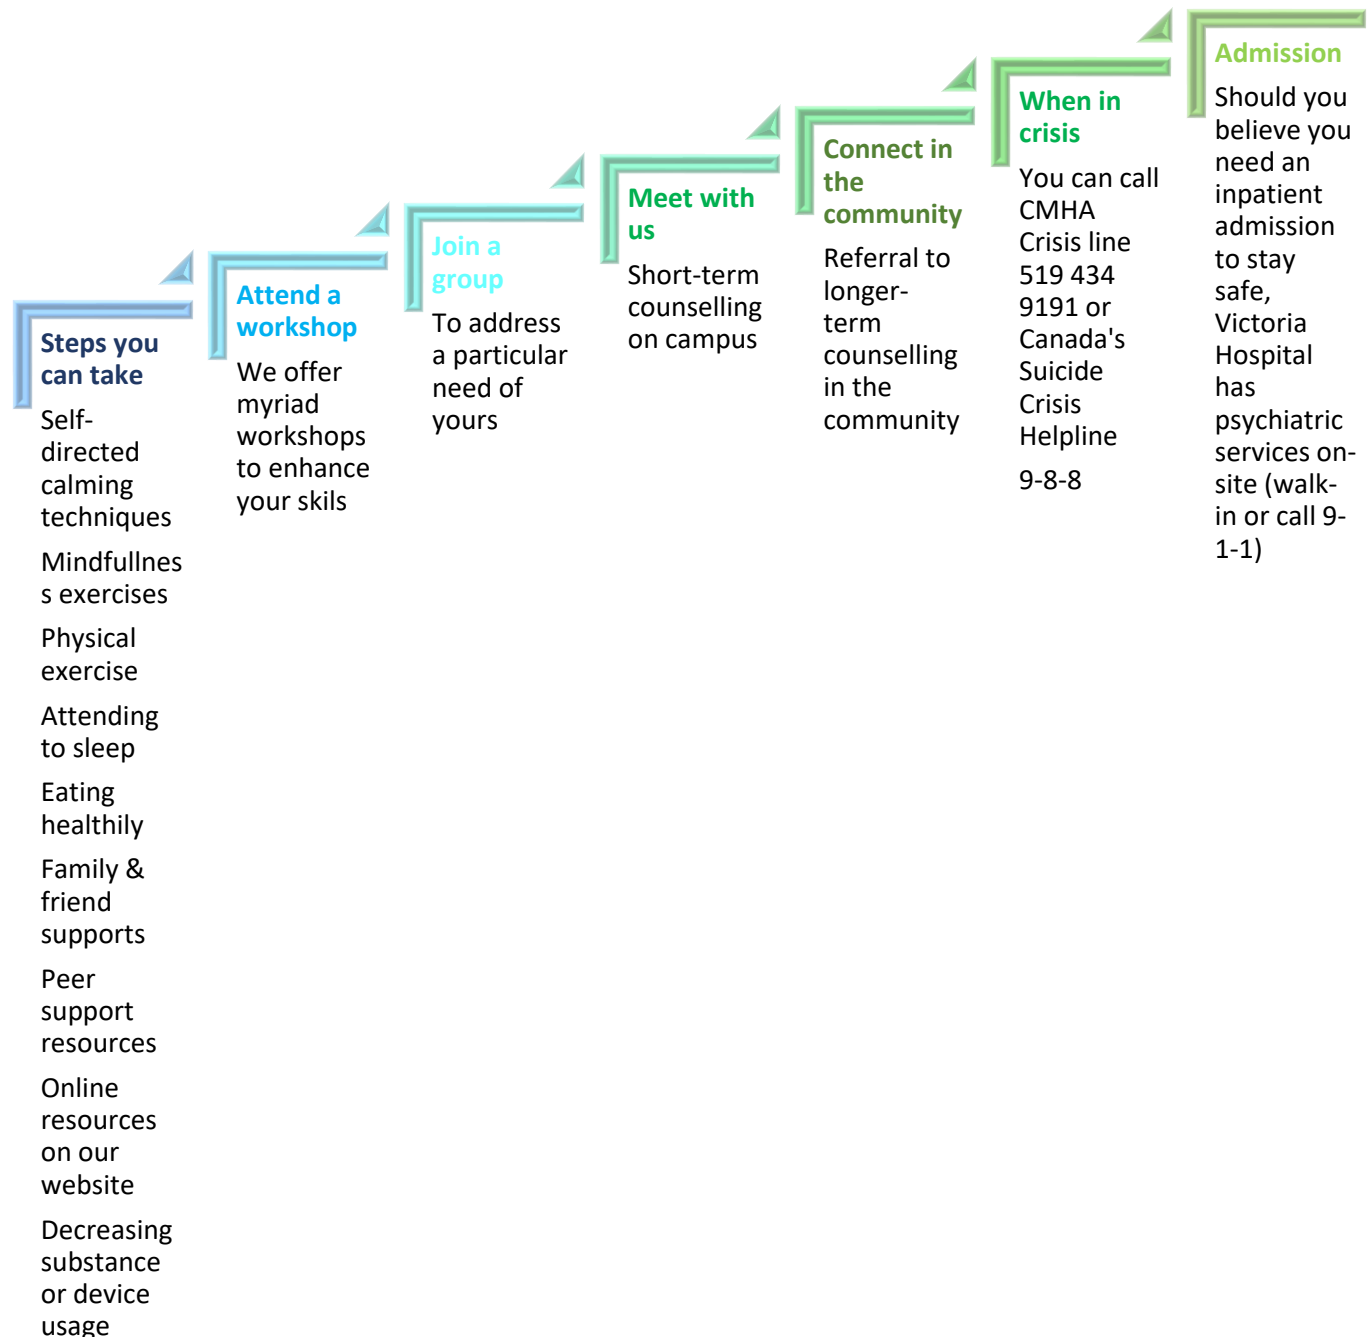 Steps you
can take
Self-
directed
calming
techniques
Mindfullnes
s exercises
Physical
exercise
Attending
to sleep
Eating
healthily
Family &
friend
supports
Peer
support
resources
Online
resources
on our
website
Decreasing
substance
or device
usage
Attend a
workshop
We offer
myriad
workshops
to enhance
your skils
Join a
group
To address
a particular
need of
yours
Meet with
us
Short-term
counselling
on campus
Connect in
the
community
Referral to
longer-
term
counselling
in the
community
When in
crisis
You can call
CMHA
Crisis line
519 434
9191 or
Canada's
Suicide
Crisis
Helpline
9-8-8
Admission
Should you
believe you
need an
inpatient
admission
to stay
safe,
Victoria
Hospital
has
psychiatric
services on-
site (walk-
in or call 9-
1-1)